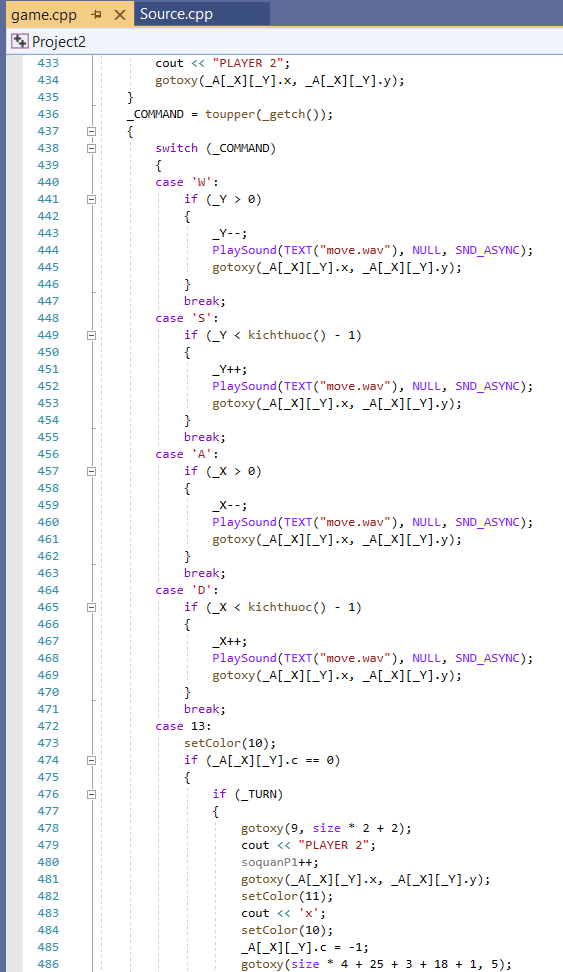 game.cpp Source.cpp
Project2
433 cout << "PLAYER 2";
434 gotoxy(_A[_X][_Y].x, _A[_X][_Y].y);
435 }
436 _COMMAND = toupper(_getch());
437 {
438 switch (_COMMAND)
439 {
440 case 'W':
441 if (_Y > 0)
442 {
443 _Y--;
444 PlaySound(TEXT("move.wav"), NULL, SND_ASYNC);
445 gotoxy(_A[_X][_Y].x, _A[_X][_Y].y);
446 }
447 break;
448 case 'S':
449 if (_Y < kichthuoc() - 1)
450 {
451 _Y++;
452 PlaySound(TEXT("move.wav"), NULL, SND_ASYNC);
453 gotoxy(_A[_X][_Y].x, _A[_X][_Y].y);
454 }
455 break;
456 case 'A':
457 if (_X > 0)
458 {
459 _X--;
460 PlaySound(TEXT("move.wav"), NULL, SND_ASYNC);
461 gotoxy(_A[_X][_Y].x, _A[_X][_Y].y);
462 }
463 break;
464 case 'D':
465 if (_X < kichthuoc() - 1)
466 {
467 _X++;
468 PlaySound(TEXT("move.wav"), NULL, SND_ASYNC);
469 gotoxy(_A[_X][_Y].x, _A[_X][_Y].y);
470 }
471 break;
472 case 13:
473 setColor(10);
474 if (_A[_X][_Y].c == 0)
475 {
476 if (_TURN)
477 {
478 gotoxy(9, size * 2 + 2);
479 cout << "PLAYER 2";
480 soquanP1++;
481 gotoxy(_A[_X][_Y].x, _A[_X][_Y].y);
482 setColor(11);
483 cout << 'x';
484 setColor(10);
485 _A[_X][_Y].c = -1;
486 gotoxy(size * 4 + 25 + 3 + 18 + 1, 5);